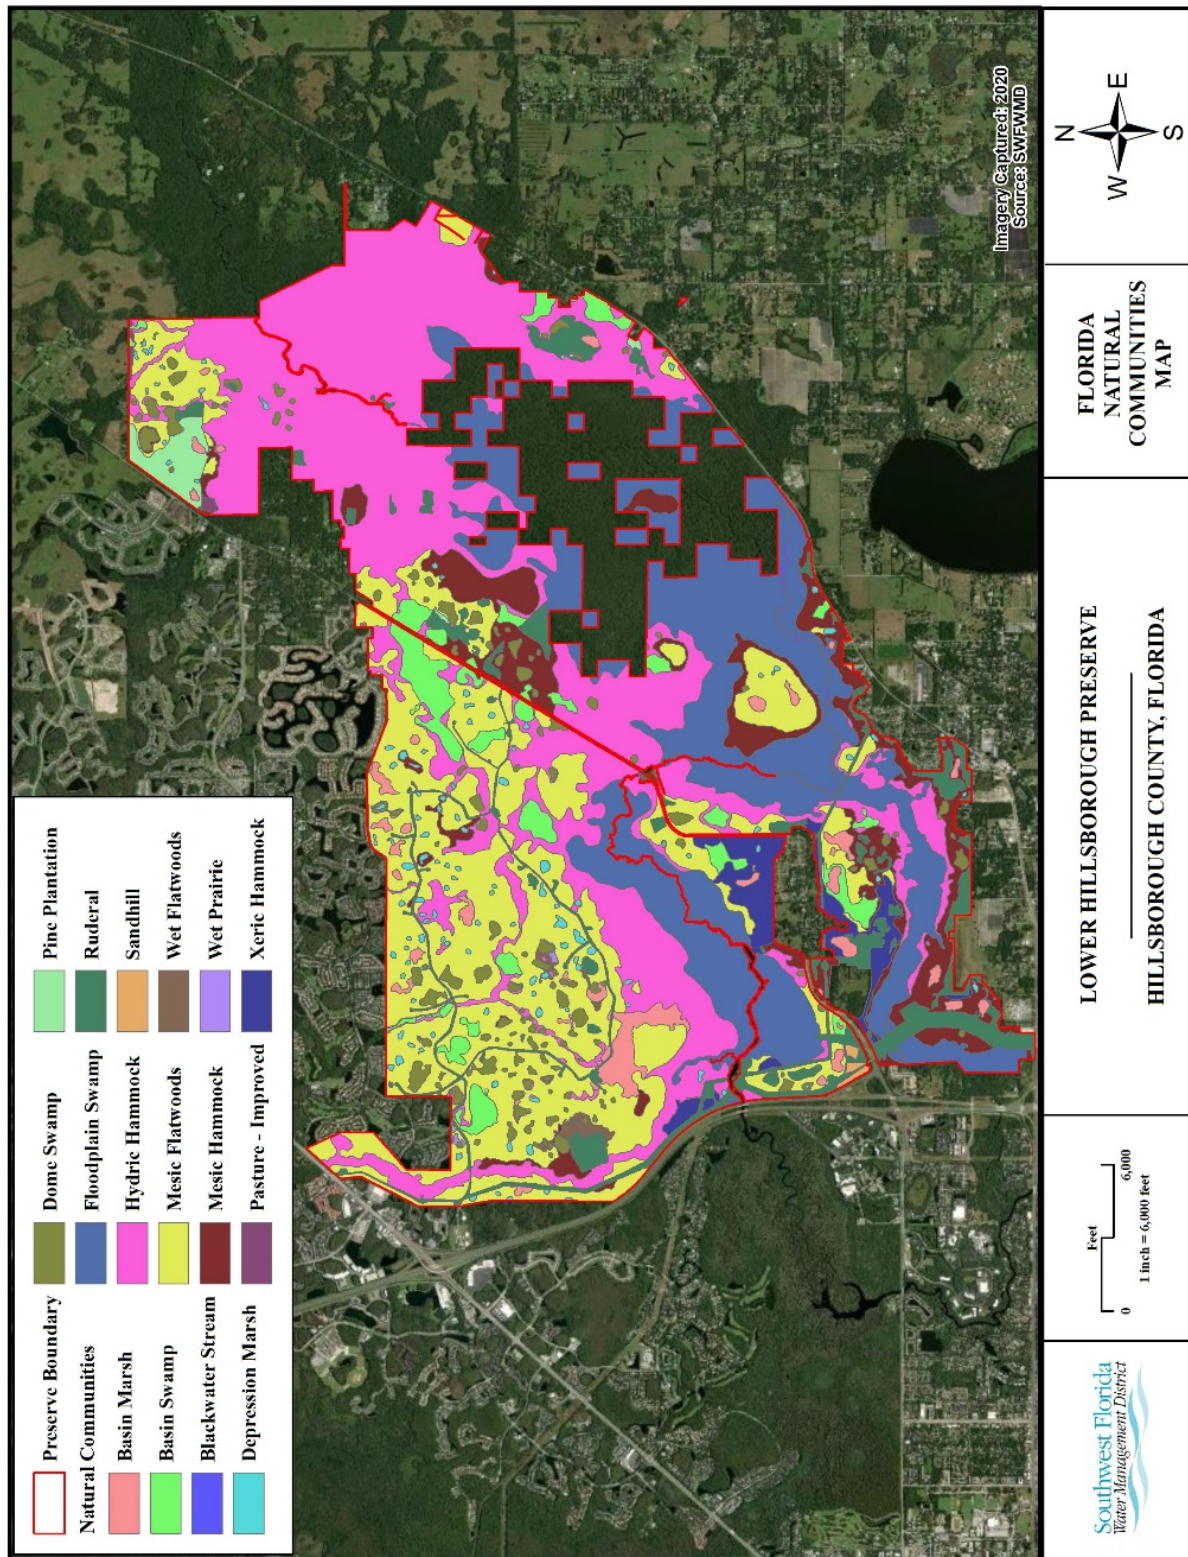 Preserve Boundary
Natural Communities
Basin Marsh
Basin Swamp
Blackwater Stream
Depression Marsh
Dome Swamp
Floodplain Swamp
Hydric Hammock
Mesic Flatwoods
Mesic Hammock
Pasture - Improved
Pine Plantation
Ruderal
Sandhill
Wet Flatwoods
Wet Prairie
Xeric Hammock
Imagery Captured: 2020
Source: SWFWMD
Southwest Florida
Water Management District
Feet
0 6,000
1 inch = 6,000 feet
LOWER HILLSBOROUGH PRESERVE
HILLSBOROUGH COUNTY, FLORIDA
FLORIDA
NATURAL
COMMUNITIES
MAP
N
W E
S